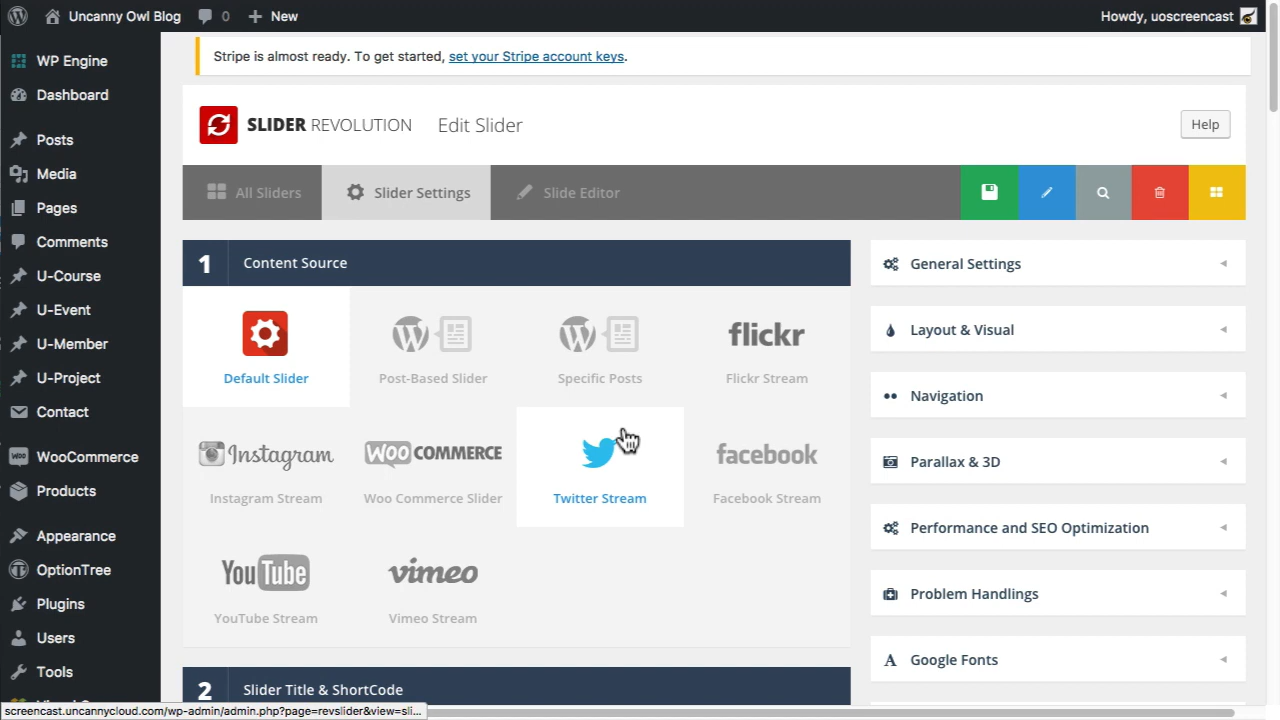 Uncanny Owl Blog 0 New Howdy, uoscreencast
WP Engine
Dashboard
Posts
Media
Pages
Comments
U-Course
U-Event
U-Member
U-Project
Contact
WooCommerce
Products
Appearance
OptionTree
Plugins
Users
Tools
Stripe is almost ready. To get started, set your Stripe account keys.
SLIDER REVOLUTION Edit Slider Help
All Sliders Slider Settings Slide Editor
1 Content Source
Default Slider
Post-Based Slider
Specific Posts
flickr
Flickr Stream
Instagram
Instagram Stream
WOO COMMERCE
Woo Commerce Slider
Twitter Stream
facebook
Facebook Stream
YouTube
YouTube Stream
vimeo
Vimeo Stream
2 Slider Title & ShortCode
General Settings
Layout & Visual
Navigation
Parallax & 3D
Performance and SEO Optimization
Problem Handlings
Google Fonts
screencast.uncannycloud.com/wp-admin/admin.php?page=revslider&view=sli...